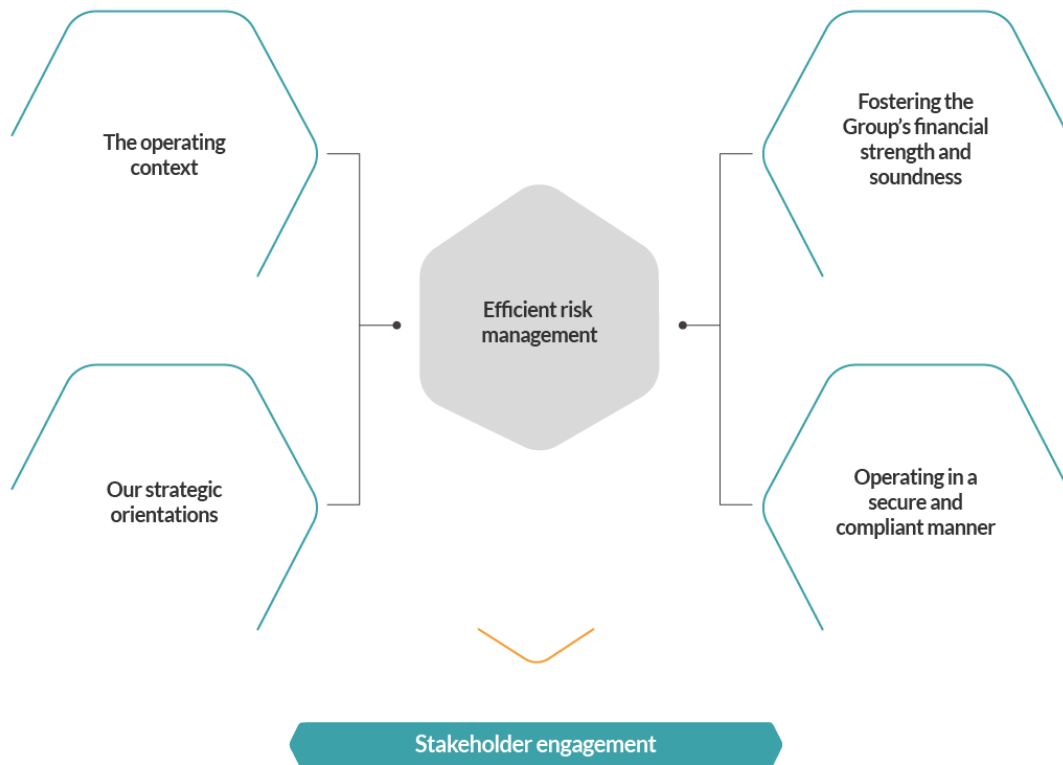 The operating
context
Fostering the
Group's financial
strength and
soundness
Efficient risk
management
Our strategic
orientations
Operating in a
secure and
compliant manner
Stakeholder engagement